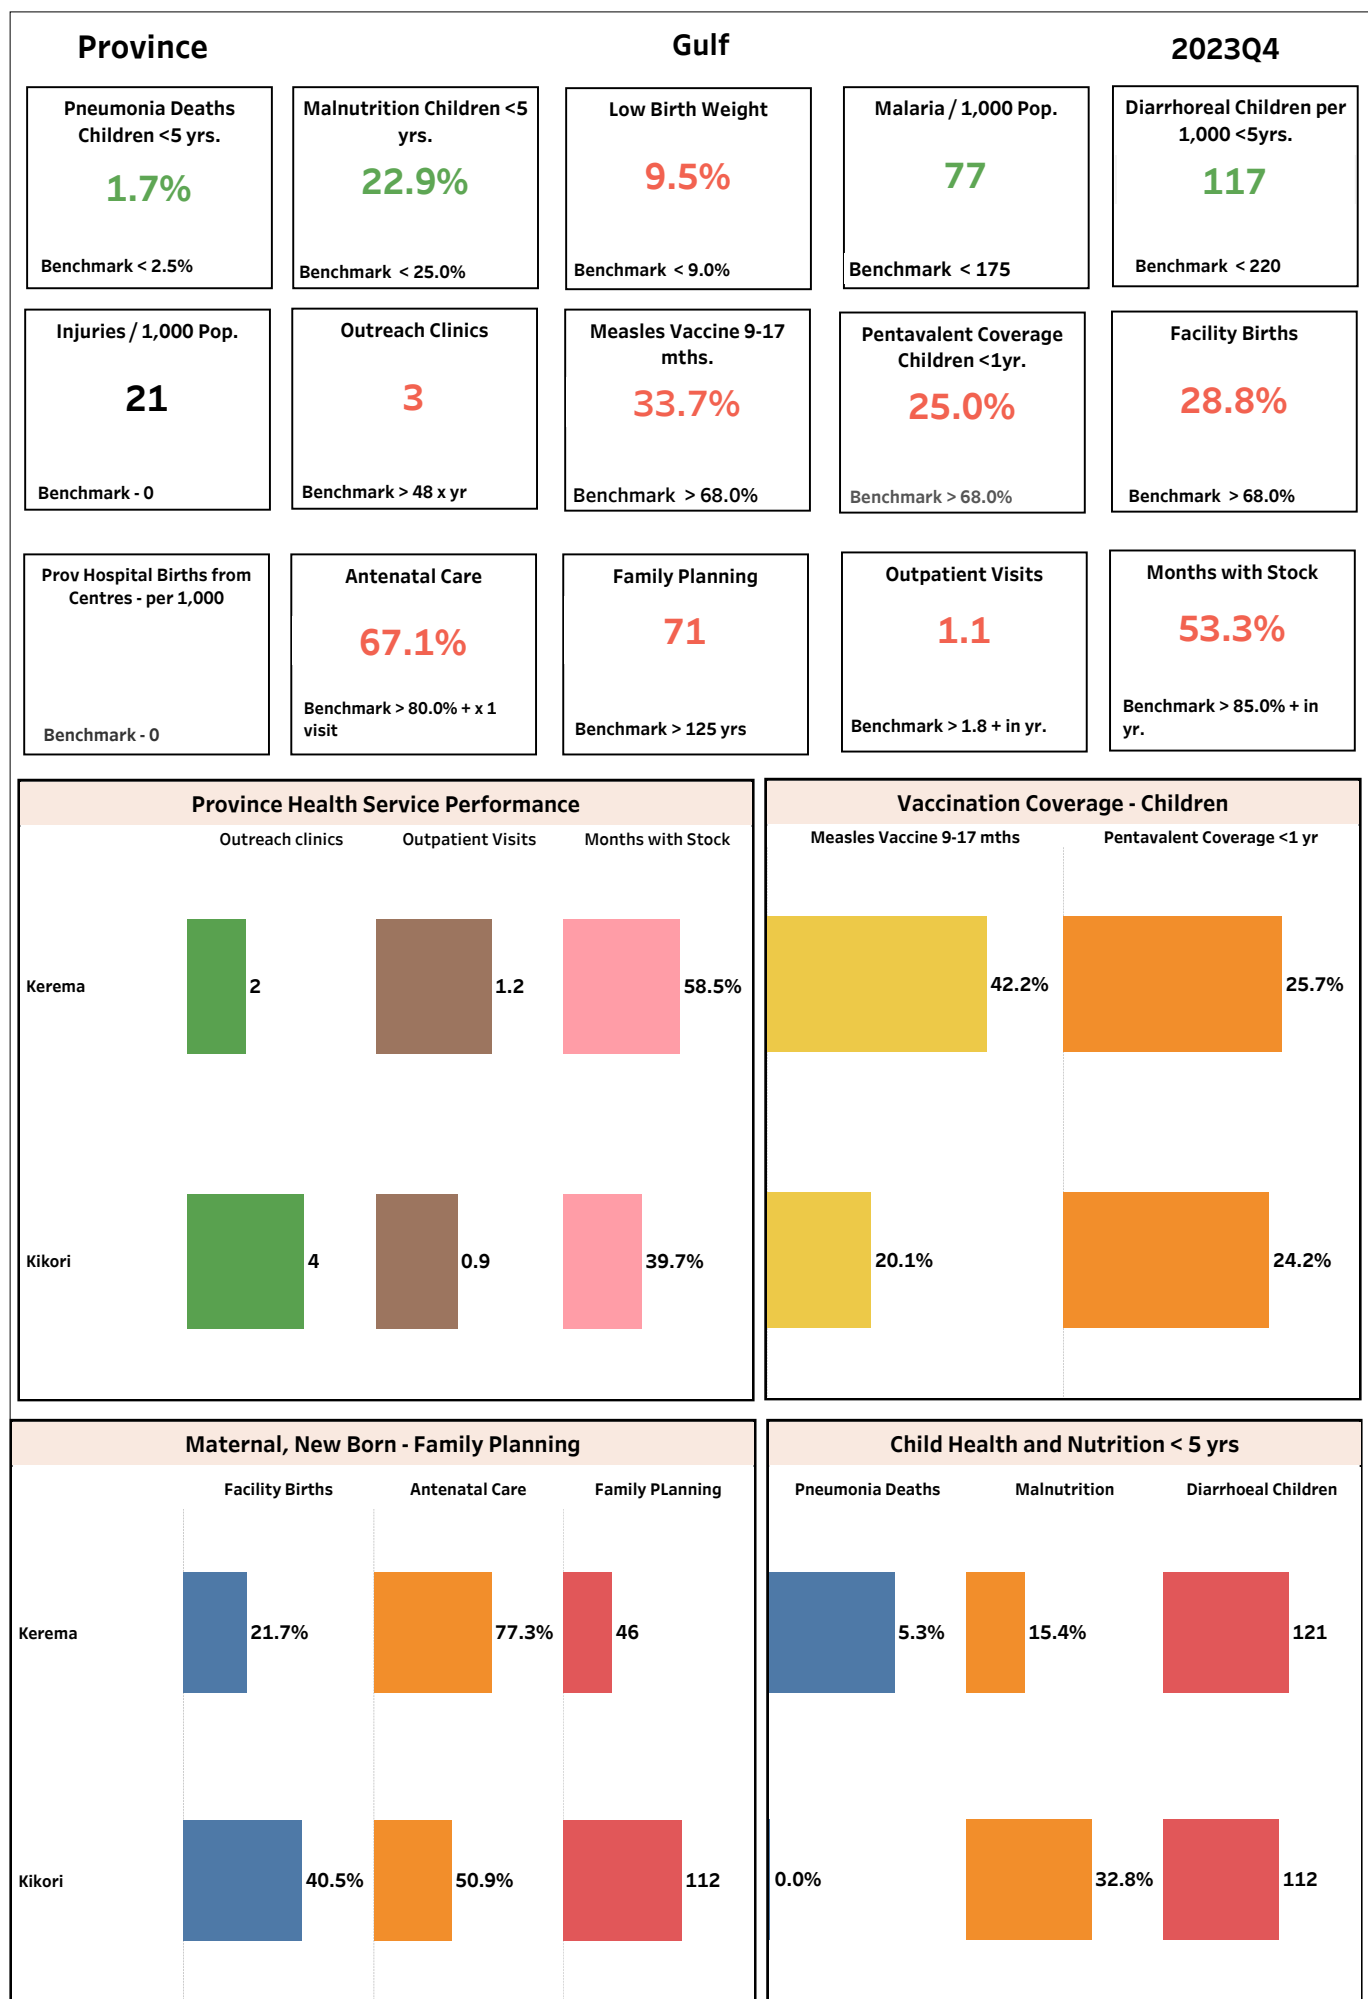 Province
Gulf
2023Q4
Pneumonia Deaths
Children <5 yrs.
1.7%
Benchmark < 2.5%
Malnutrition Children <5
yrs.
22.9%
Benchmark < 25.0%
Low Birth Weight
9.5%
Benchmark < 9.0%
Malaria / 1,000 Pop.
77
Benchmark < 175
Diarrhoreal Children per
1,000 <5yrs.
117
Benchmark < 220
Injuries / 1,000 Pop.
21
Benchmark - 0
Outreach Clinics
3
Benchmark > 48 x yr
Measles Vaccine 9-17
mths.
33.7%
Benchmark > 68.0%
Pentavalent Coverage
Children <1yr.
25.0%
Benchmark > 68.0%
Facility Births
28.8%
Benchmark > 68.0%
Prov Hospital Births from
Centres - per 1,000
Benchmark - 0
Antenatal Care
67.1%
Benchmark > 80.0% + x 1
visit
Family Planning
71
Benchmark > 125 yrs
Outpatient Visits
1.1
Benchmark > 1.8 + in yr.
Months with Stock
53.3%
Benchmark > 85.0% + in
yr.
Province Health Service Performance
Outreach clinics Outpatient Visits Months with Stock
Kerema 2 1.2 58.5%
Kikori 4 0.9 39.7%
Vaccination Coverage - Children
Measles Vaccine 9-17 mths Pentavalent Coverage <1 yr
42.2% 25.7%
20.1% 24.2%
Maternal, New Born - Family Planning
Facility Births Antenatal Care Family PLanning
Kerema 21.7% 77.3% 46
Kikori 40.5% 50.9% 112
Child Health and Nutrition < 5 yrs
Pneumonia Deaths Malnutrition Diarrhoeal Children
5.3% 15.4% 121
0.0% 32.8% 112